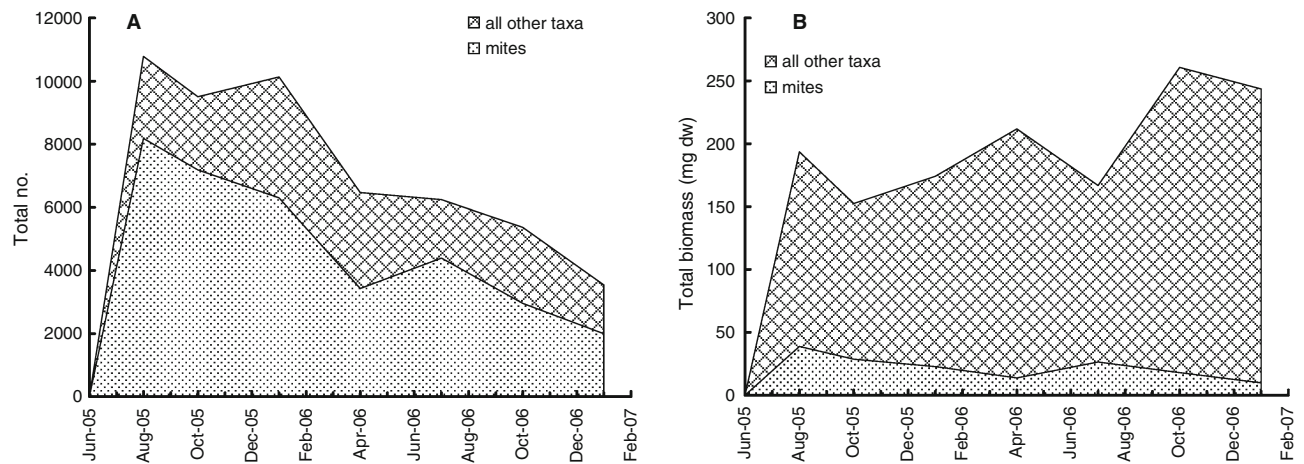 A
all other taxa
mites
Total no.
12000
10000
8000
6000
4000
2000
0
Jun-05
Aug-05
Oct-05
Dec-05
Feb-06
Apr-06
Jun-06
Aug-06
Oct-06
Dec-06
Feb-07
B
all other taxa
mites
Total biomass (mg dw)
300
250
200
150
100
50
0
Jun-05
Aug-05
Oct-05
Dec-05
Feb-06
Apr-06
Jun-06
Aug-06
Oct-06
Dec-06
Feb-07